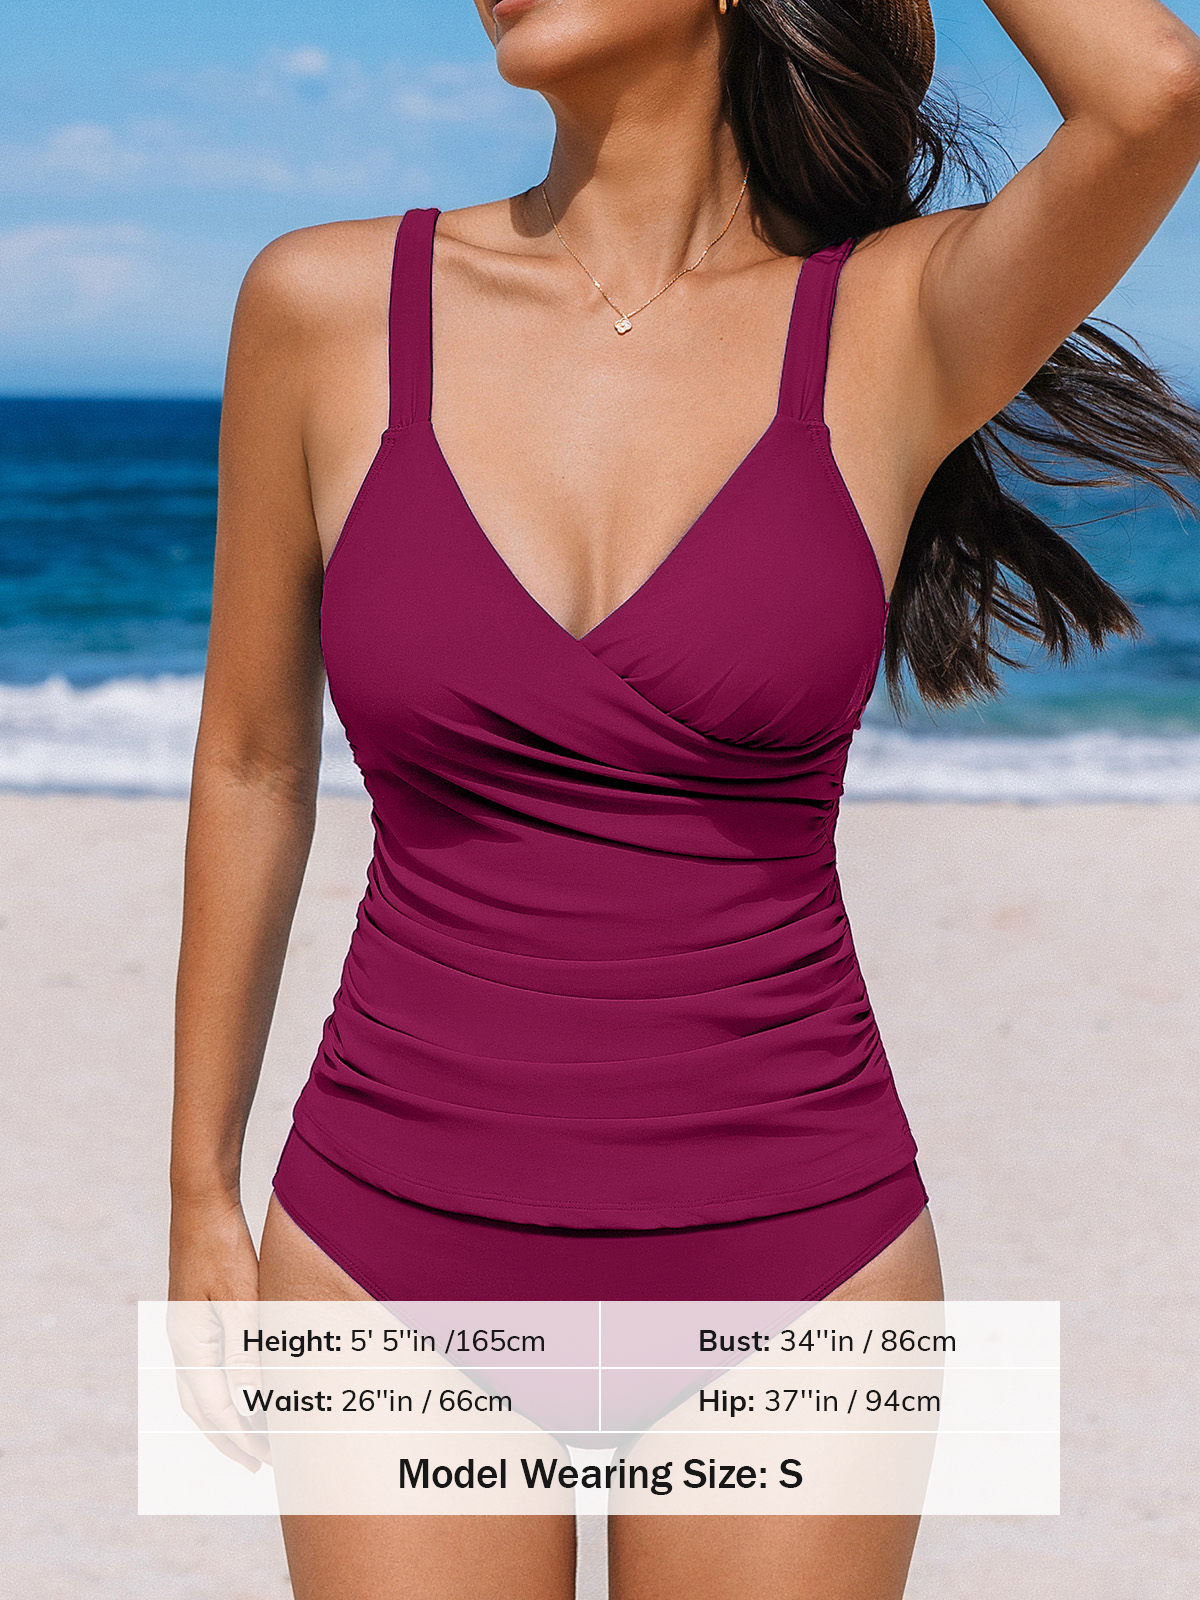 Height: 5' 5''in /165cm
Bust: 34''in / 86cm
Waist: 26''in / 66cm
Hip: 37''in / 94cm
Model Wearing Size: S